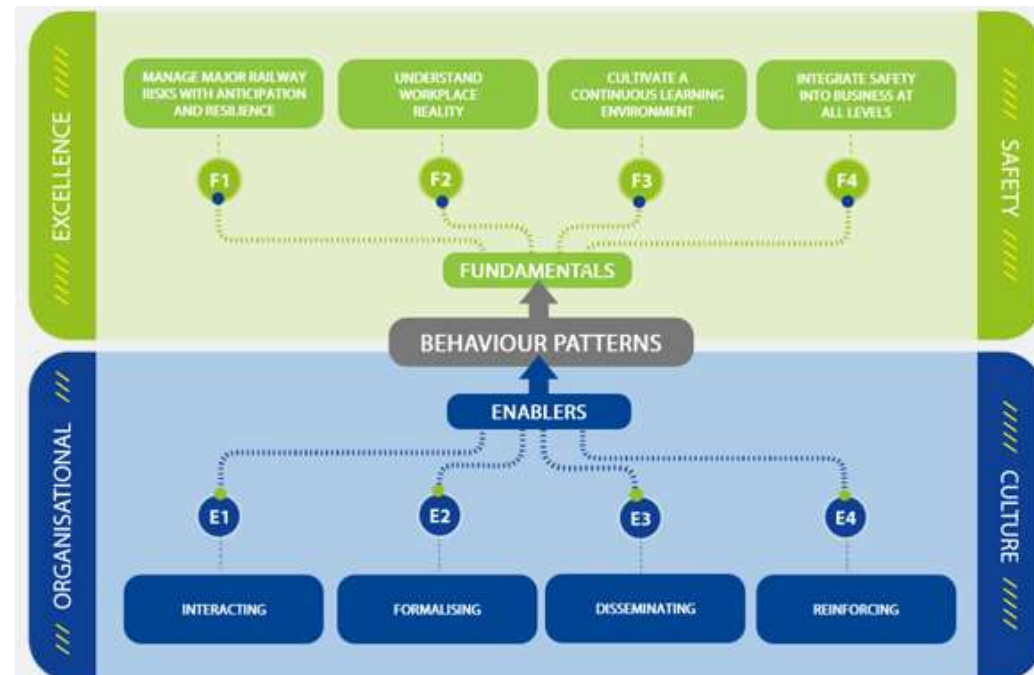 EXCELLENCE
SAFETY
MANAGE MAJOR RAILWAY
RISKS WITH ANTICIPATION
AND RESILIENCE
UNDERSTAND
WORKPLACE
REALITY
CULTIVATE A
CONTINUOUS LEARNING
ENVIRONMENT
INTEGRATE SAFETY
INTO BUSINESS AT
ALL LEVELS
F1
F2
F3
F4
FUNDAMENTALS
BEHAVIOUR PATTERNS
ENABLERS
ORGANISATIONAL
CULTURE
E1
E2
E3
E4
INTERACTING
FORMALISING
DISSEMINATING
REINFORCING